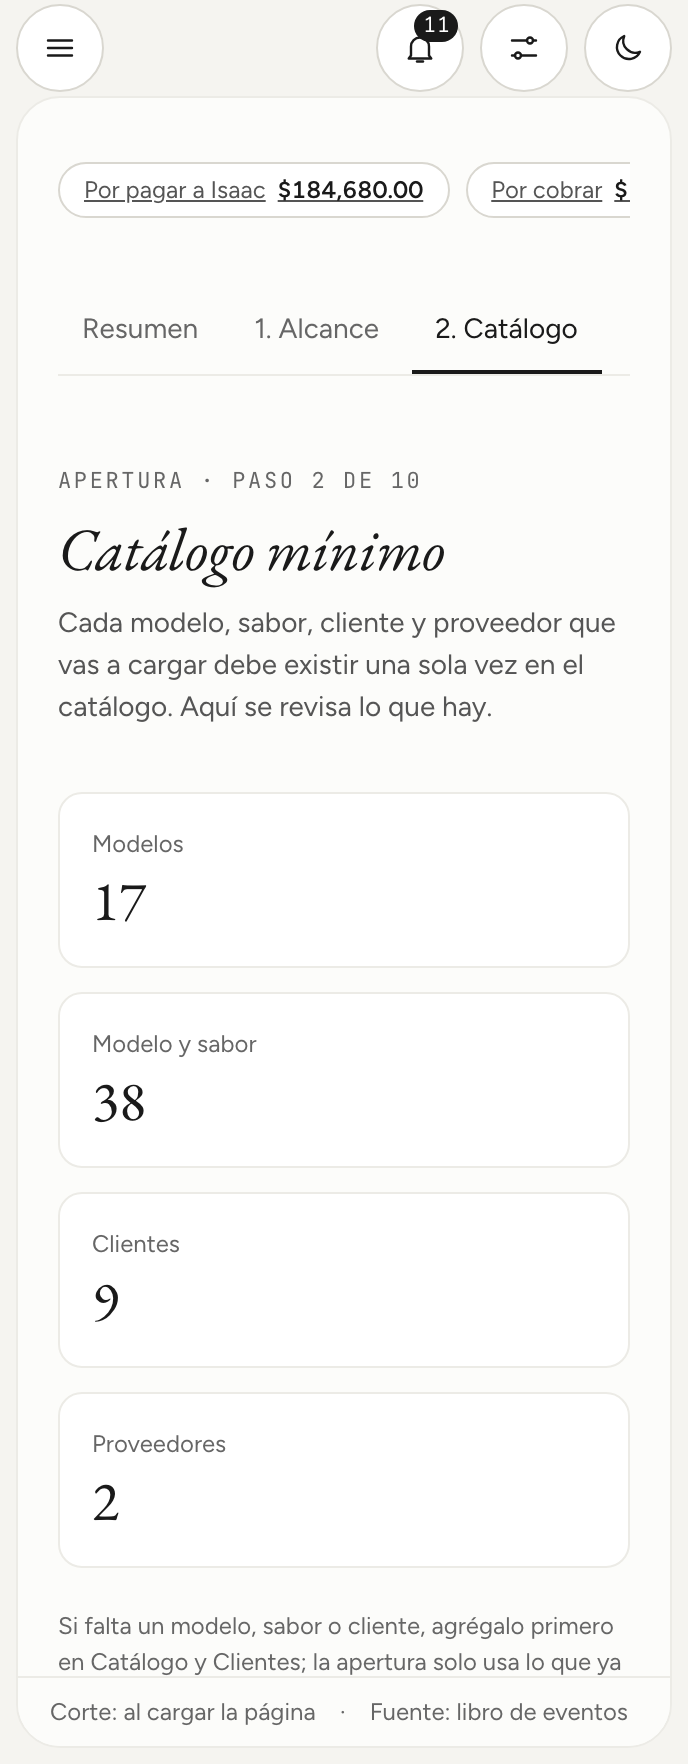 11
Por pagar a Isaac $184,680.00 Por cobrar $
Resumen 1. Alcance 2. Catálogo
APERTURA · PASO 2 DE 10
Catálogo mínimo
Cada modelo, sabor, cliente y proveedor que
vas a cargar debe existir una sola vez en el
catálogo. Aquí se revisa lo que hay.
Modelos
17
Modelo y sabor
38
Clientes
9
Proveedores
2
Si falta un modelo, sabor o cliente, agrégalo primero
en Catálogo y Clientes; la apertura solo usa lo que ya
Corte: al cargar la página · Fuente: libro de eventos